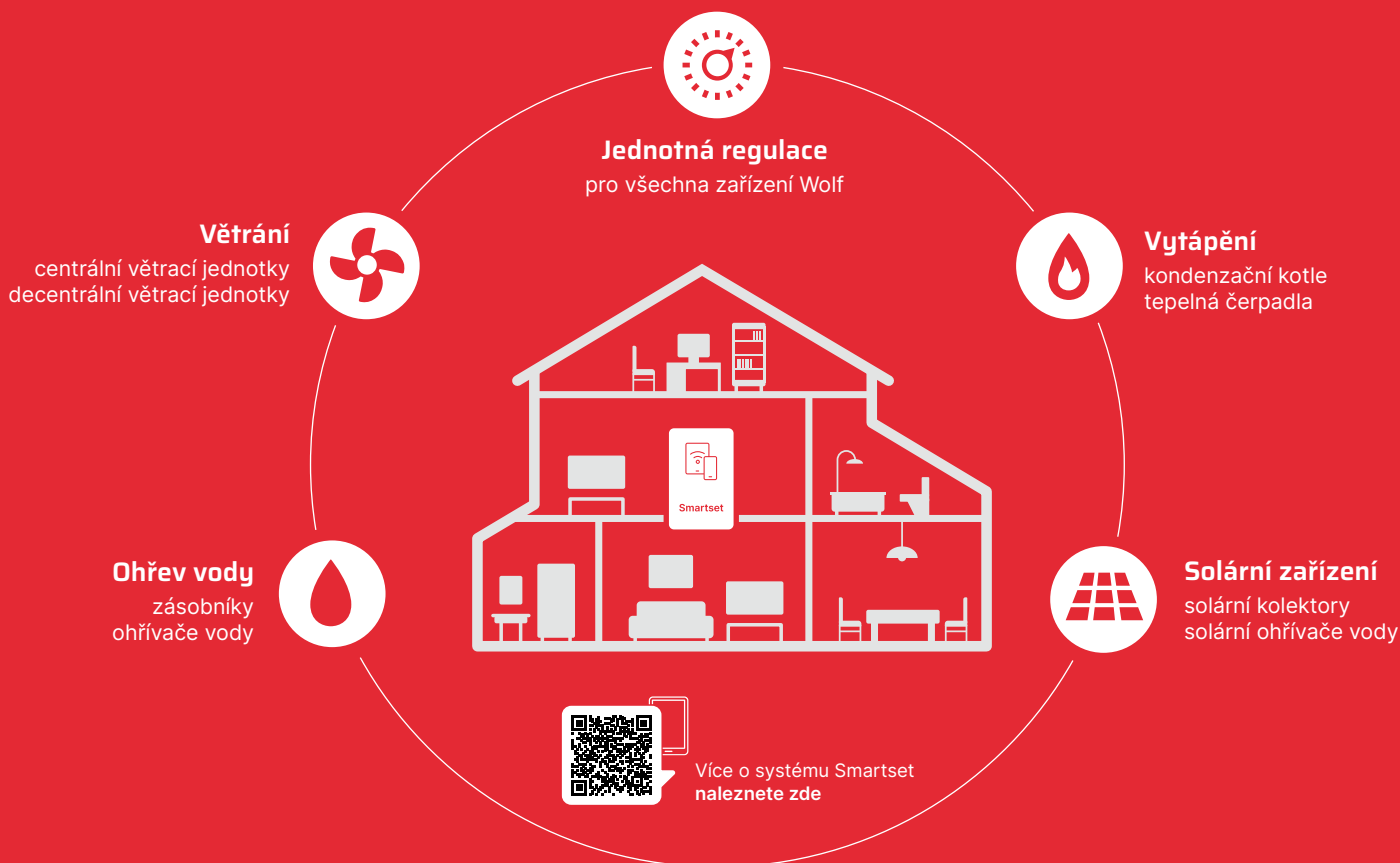 Jednotná regulace
pro všechna zařízení Wolf
Větrání
centrální větrací jednotky
decentrální větrací jednotky
Vytápění
kondenzační kotle
tepelná čerpadla
Smartset
Ohřev vody
zásobníky
ohřívače vody
Solární zařízení
solární kolektory
solární ohřívače vody
Více o systému Smartset
naleznete zde